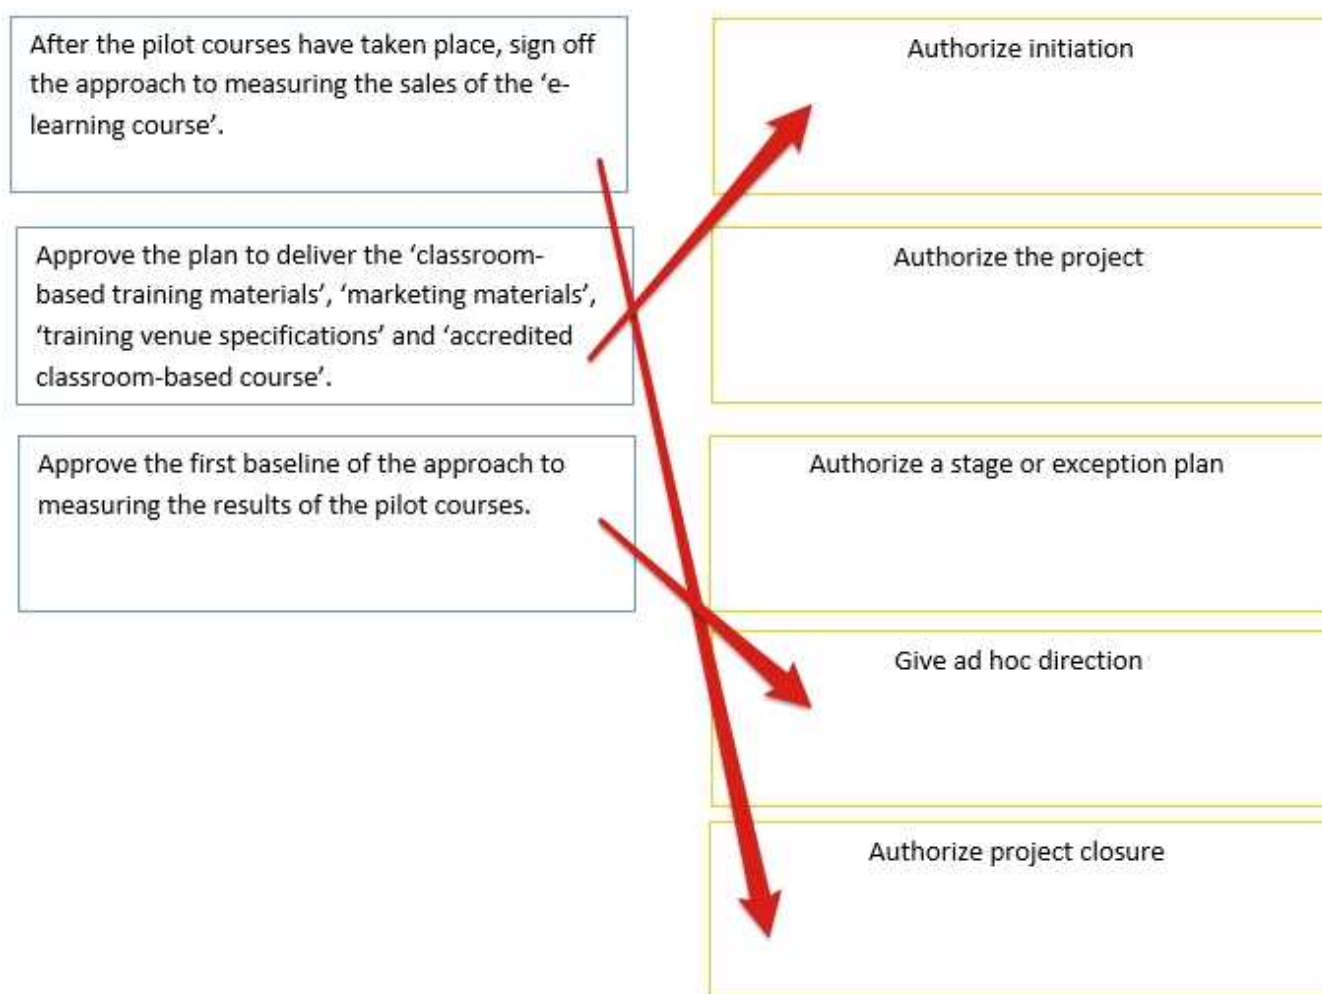 After the pilot courses have taken place, sign off
the approach to measuring the sales of the ‘e-
learning course’.
Authorize initiation
Approve the plan to deliver the ‘classroom-
based training materials’, ‘marketing materials’,
‘training venue specifications’ and ‘accredited
classroom-based course’.
Authorize the project
Approve the first baseline of the approach to
measuring the results of the pilot courses.
Authorize a stage or exception plan
Give ad hoc direction
Authorize project closure